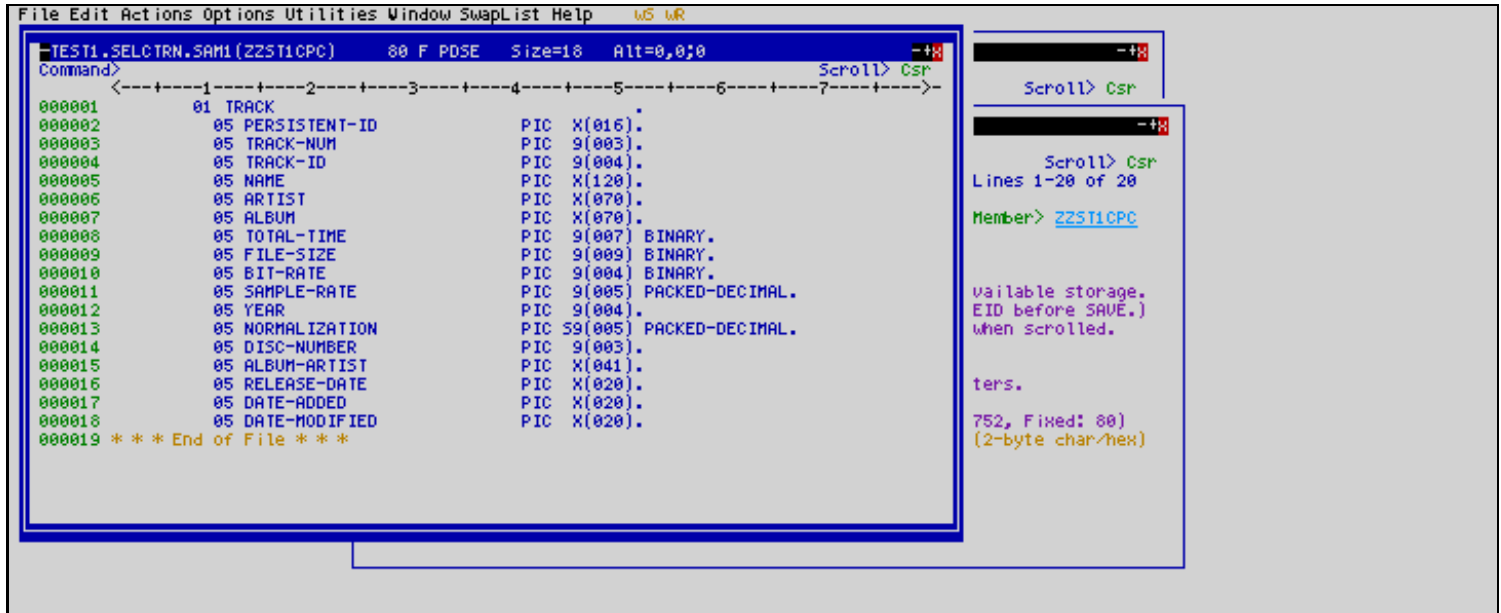 File Edit Actions Options Utilities Window SwapList Help wS wR
TEST1.SELCTRN.SAM1(ZZST1CPC) 80 F PDSE Size=18 Alt=0,0;0 -+x
Command> Scroll> Csr
<---+----1----+----2----+----3----+----4----+----5----+----6----+----7----+---->-
000001 01 TRACK .
000002 05 PERSISTENT-ID PIC X(016).
000003 05 TRACK-NUM PIC 9(003).
000004 05 TRACK-ID PIC 9(004).
000005 05 NAME PIC X(120).
000006 05 ARTIST PIC X(070).
000007 05 ALBUM PIC X(070).
000008 05 TOTAL-TIME PIC 9(007) BINARY.
000009 05 FILE-SIZE PIC 9(009) BINARY.
000010 05 BIT-RATE PIC 9(004) BINARY.
000011 05 SAMPLE-RATE PIC 9(005) PACKED-DECIMAL.
000012 05 YEAR PIC 9(004).
000013 05 NORMALIZATION PIC S9(005) PACKED-DECIMAL.
000014 05 DISC-NUMBER PIC 9(003).
000015 05 ALBUM-ARTIST PIC X(041).
000016 05 RELEASE-DATE PIC X(020).
000017 05 DATE-ADDED PIC X(020).
000018 05 DATE-MODIFIED PIC X(020).
000019 * * * End of File * * *
-+x
Scroll> Csr
-+x
Scroll> Csr
Lines 1-20 of 20
Member> ZZST1CPC
vailable storage.
EID before SAVE.)
when scrolled.
ters.
752, Fixed: 80)
(2-byte char/hex)